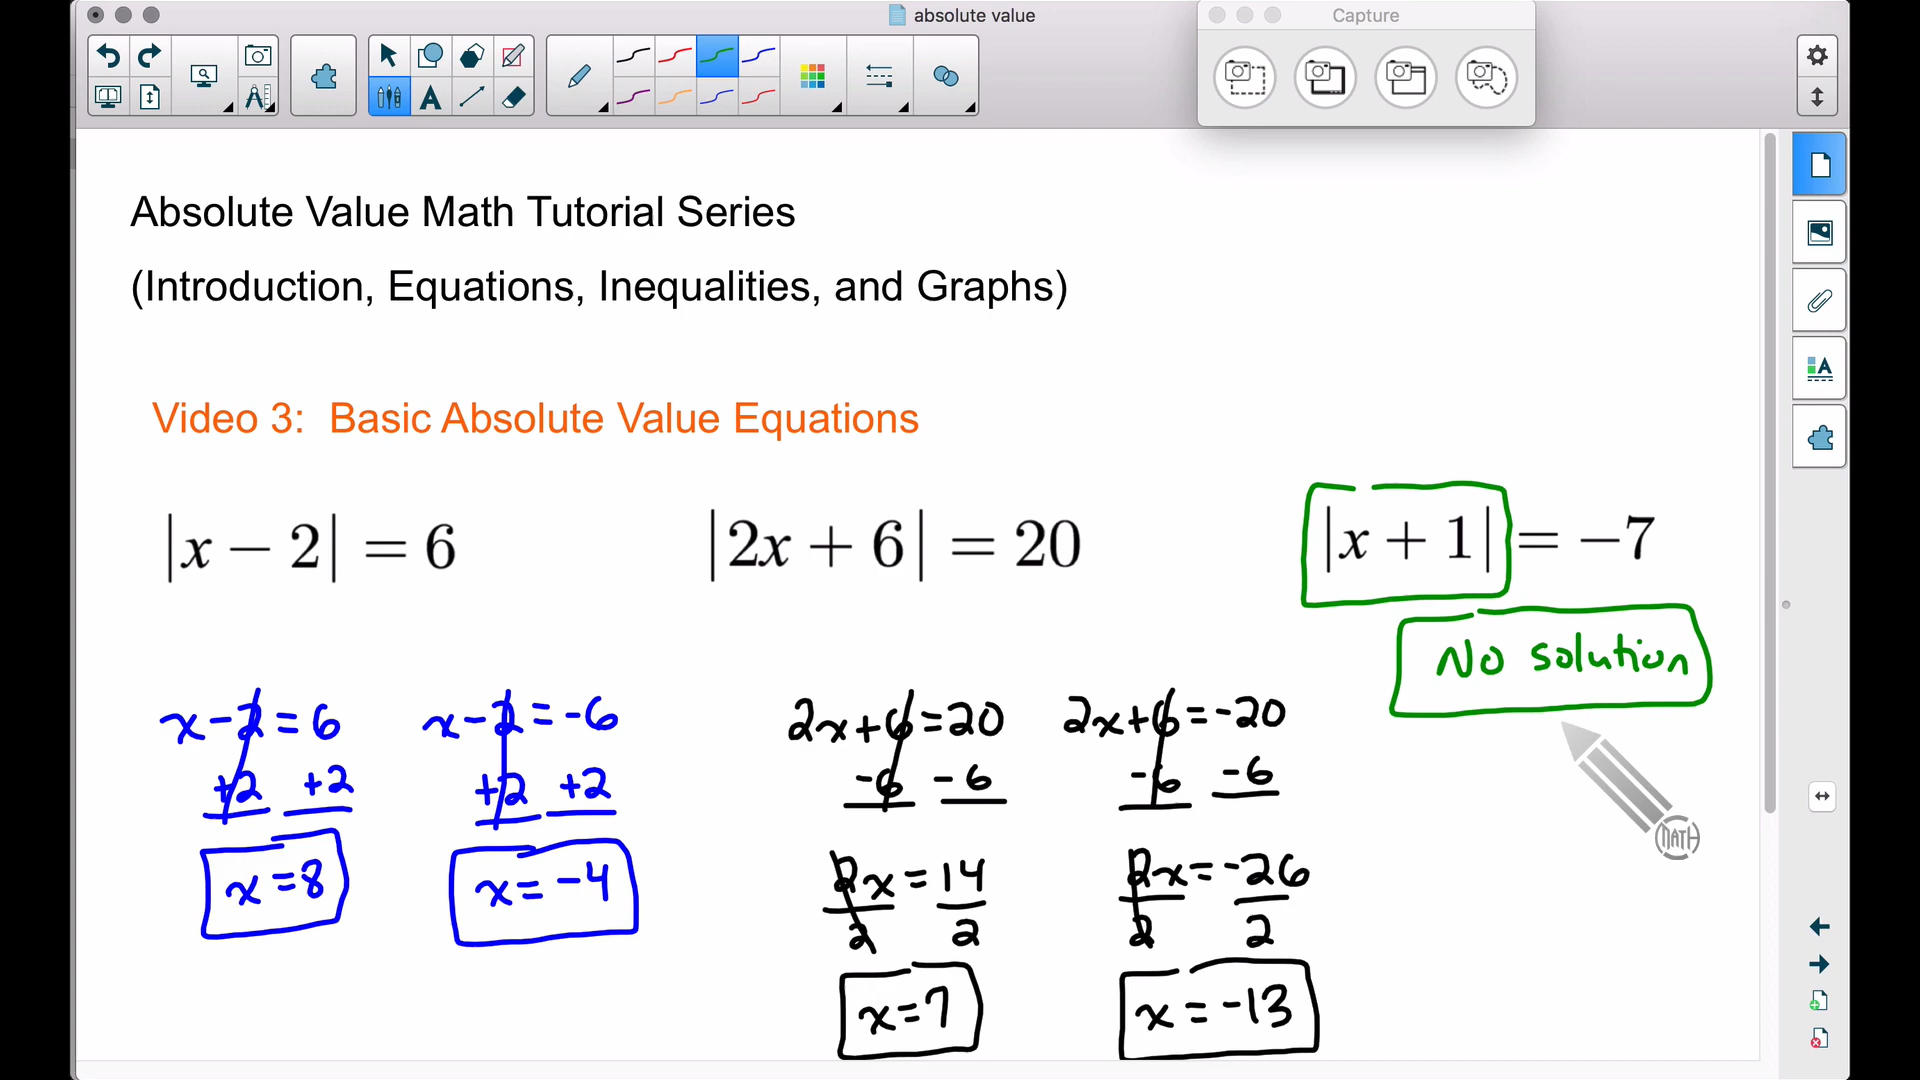 absolute value
Capture
Absolute Value Math Tutorial Series
(Introduction, Equations, Inequalities, and Graphs)
Video 3: Basic Absolute Value Equations
|x − 2| = 6
|2x + 6| = 20
|x + 1| = −7
No solution
x-2=6
+2 +2
x=8
x-2=-6
+2 +2
x=-4
2x+6=20
-6 -6
2x=14
2 2
x=7
2x+6=-20
-6 -6
2x=-26
2 2
x=-13
MATH